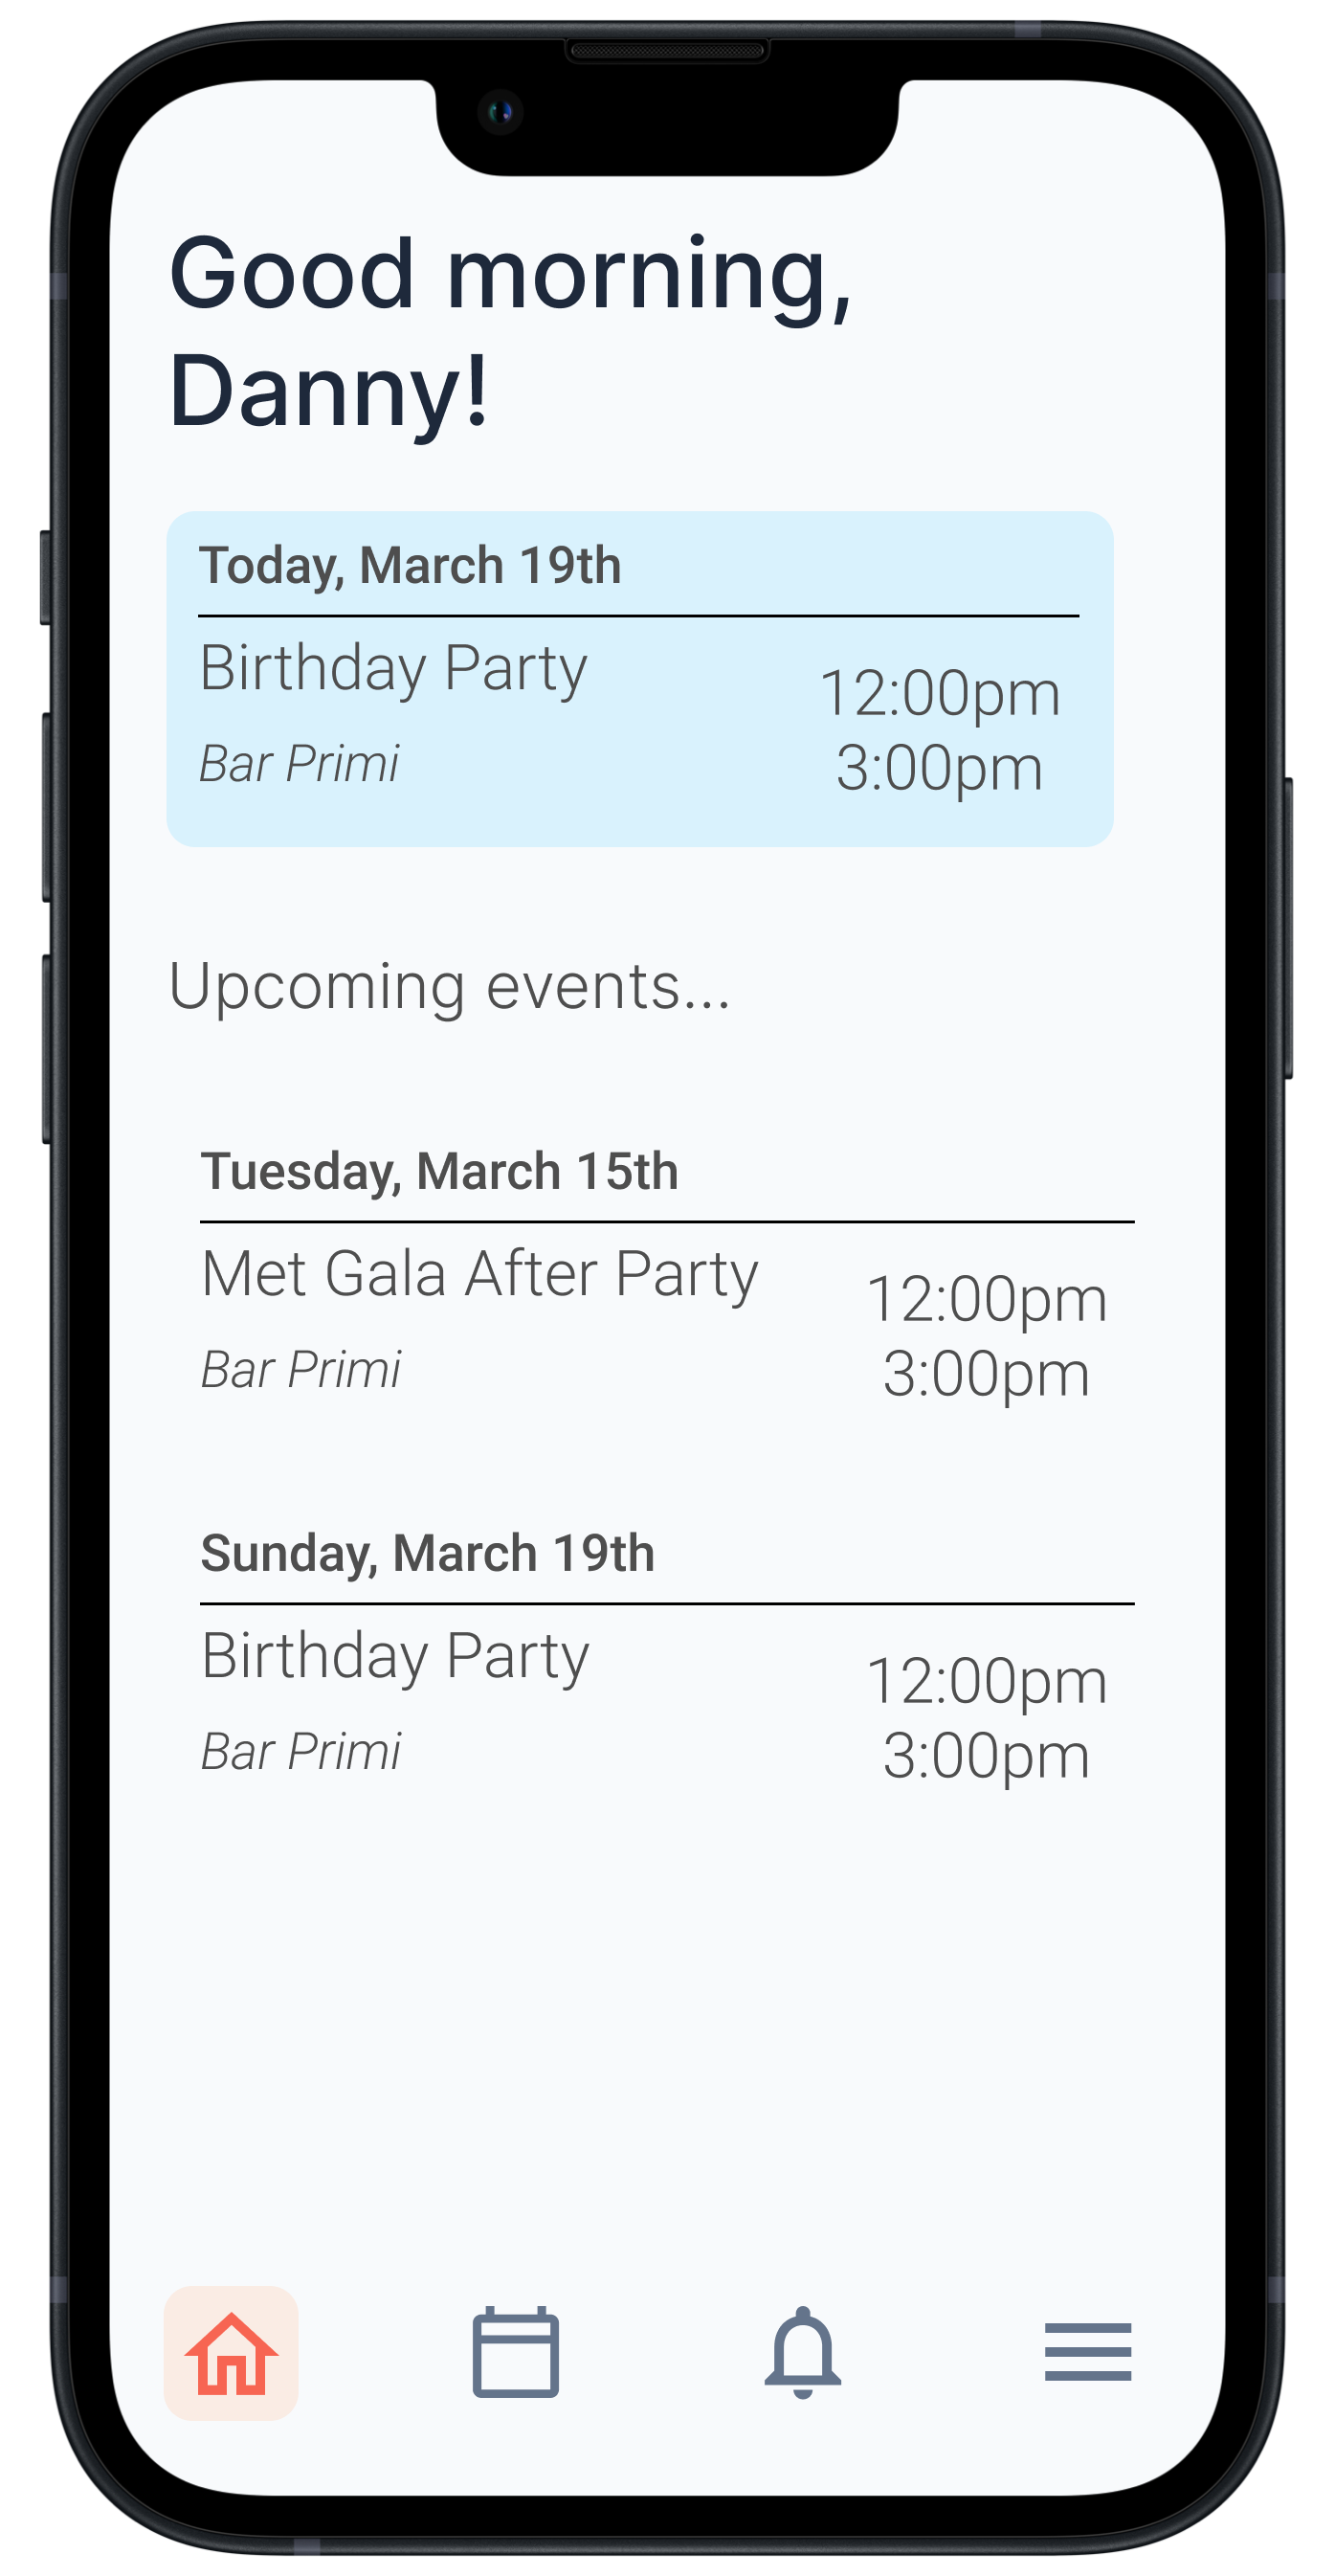 Good morning,
Danny!
Today, March 19th
Birthday Party
12:00pm
Bar Primi
3:00pm
Upcoming events...
Tuesday, March 15th
Met Gala After Party
12:00pm
Bar Primi
3:00pm
Sunday, March 19th
Birthday Party
12:00pm
Bar Primi
3:00pm